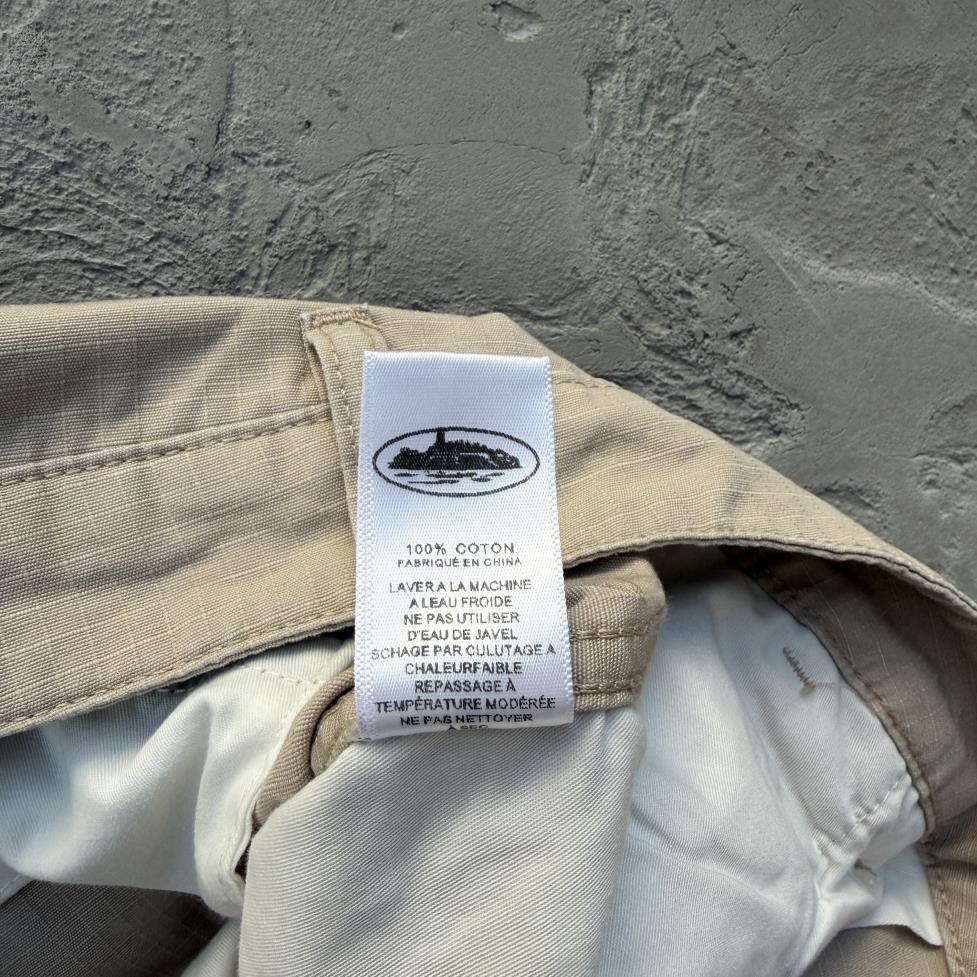 100% COTON
FABRIQUÉ EN CHINA
LAVER A LA MACHINE
A LEAU FROIDE
NE PAS UTILISER
D'EAU DE JAVEL
SCHAGE PAR CULUTAGE A
CHALEURFAIBLE
REPASSAGE À
TEMPÉRATURE MODÉRÉE
NE PAS NETTOYER
À SEC